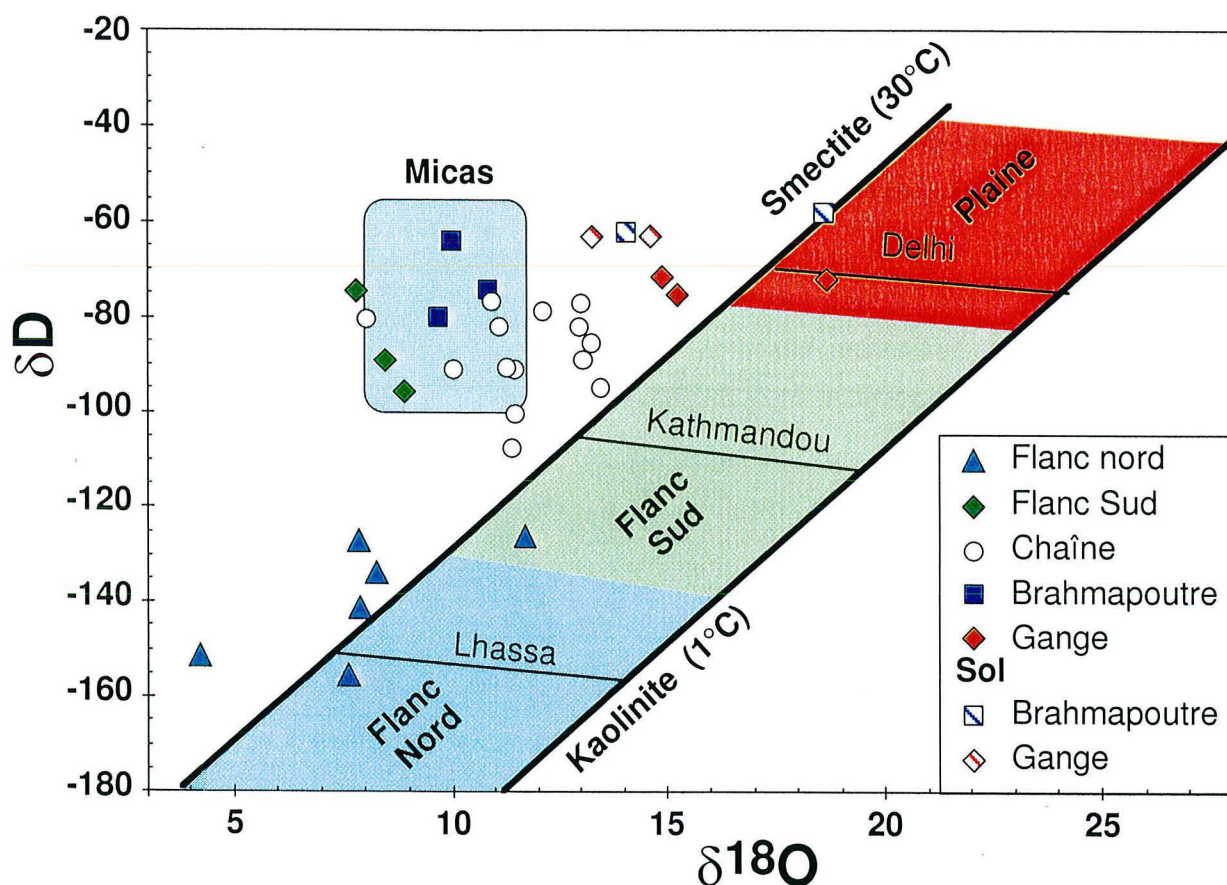 -20
-40
-60
-80
-100
-120
-140
-160
-180
δD
5
10
15
20
25
δ18O
Micas
Smectite (30°C)
Plaine
Delhi
Kathmandou
Flanc
Sud
Lhassa
Flanc
Nord
Kaolinite (1°C)
Flanc nord
Flanc Sud
Chaîne
Brahmapoutre
Gange
Sol
Brahmapoutre
Gange